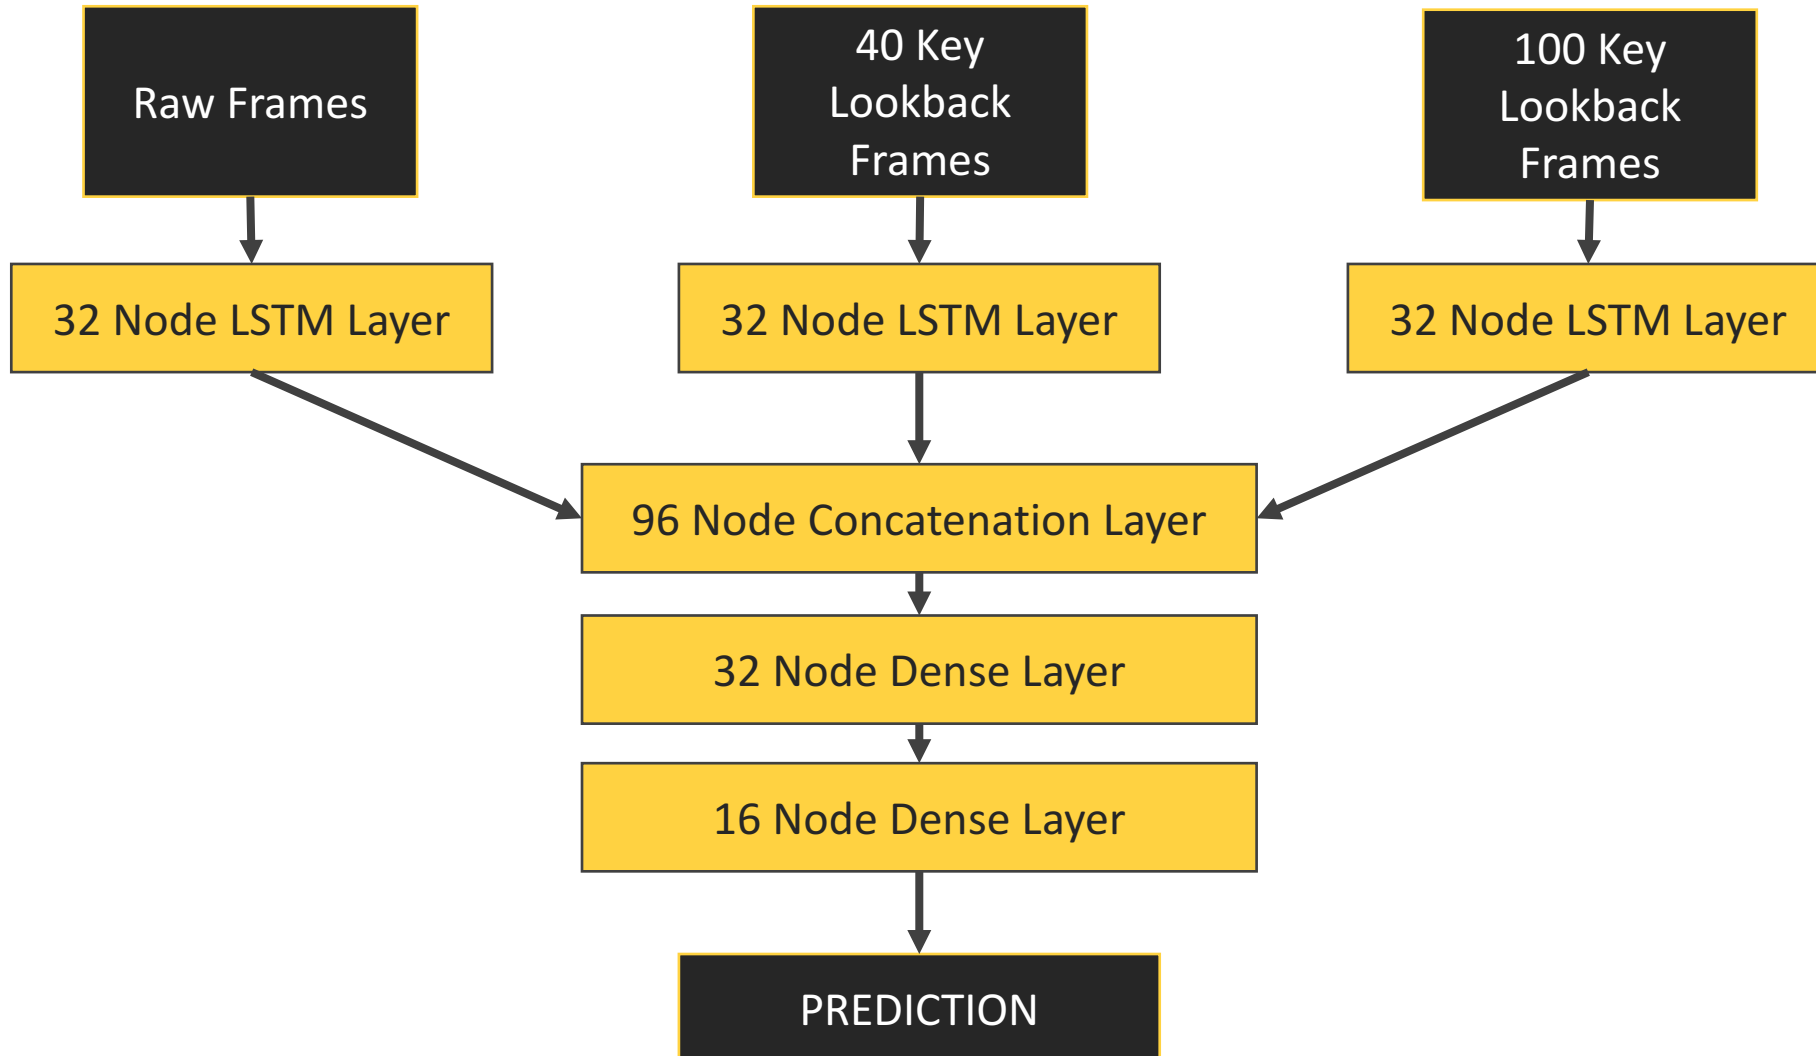 Raw Frames
40 Key
Lookback
Frames
100 Key
Lookback
Frames
32 Node LSTM Layer
32 Node LSTM Layer
32 Node LSTM Layer
96 Node Concatenation Layer
32 Node Dense Layer
16 Node Dense Layer
PREDICTION